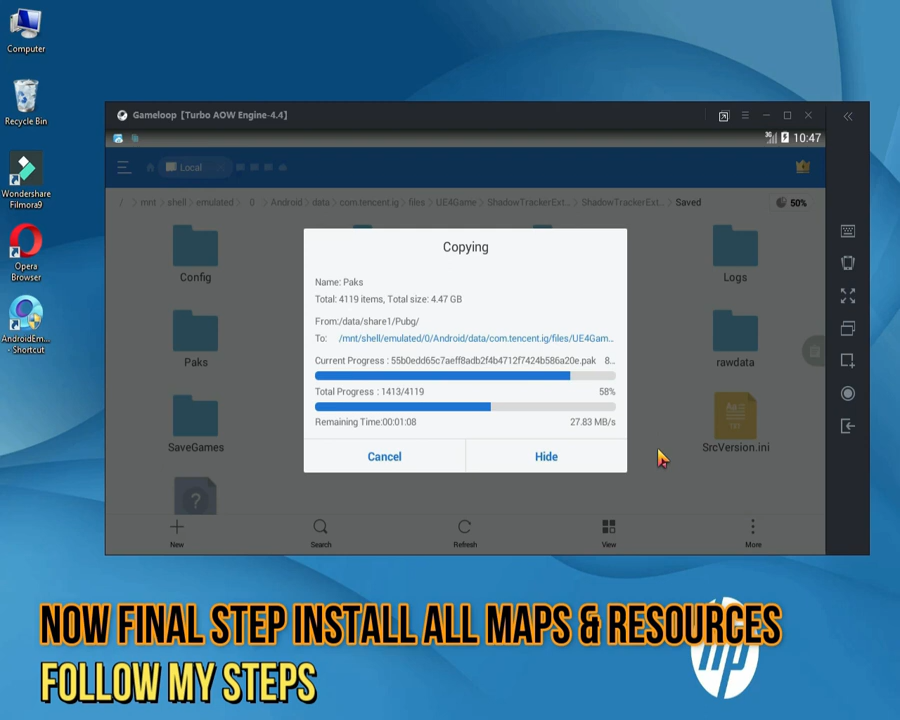 Computer
Recycle Bin
Wondershare
Filmora9
Opera
Browser
AndroidEm...
- Shortcut
Gameloop [Turbo AOW Engine-4.4]
3G
10:47
Local
/ > mnt > shell > emulated > 0 > Android > data > com.tencent.ig > files > UE4Game > ShadowTrackerExt... > ShadowTrackerExt... > Saved
50%
Config
Logs
Paks
rawdata
SaveGames
SrcVersion.ini
Copying
Name: Paks
Total: 4119 items, Total size: 4.47 GB
From:/data/share1/Pubg/
To: /mnt/shell/emulated/0/Android/data/com.tencent.ig/files/UE4Gam...
Current Progress : 55b0edd65c7aeff8adb2f4b4712f7424b586a20e.pak 8...
Total Progress : 1413/4119 58%
Remaining Time:00:01:08 27.83 MB/s
Cancel Hide
New Search Refresh View More
NOW FINAL STEP INSTALL ALL MAPS & RESOURCES
FOLLOW MY STEPS
hp